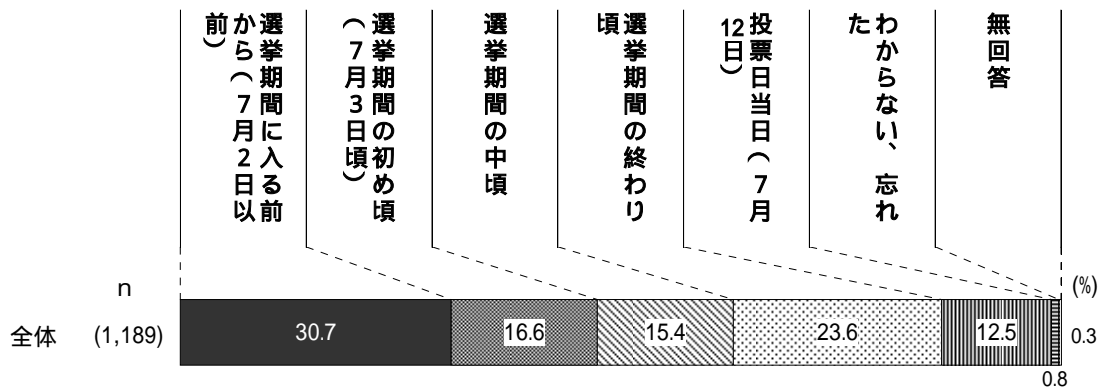 選挙期間に入る前
から（７月２日以
前）
選挙期間の初め頃
（７月３日頃）
選挙期間の中頃
選挙期間の終わり
頃
投票日当日（７月
12日）
わからない、忘れ
た
無回答
n
(%)
全体 (1,189) 30.7 16.6 15.4 23.6 12.5 0.3
0.8